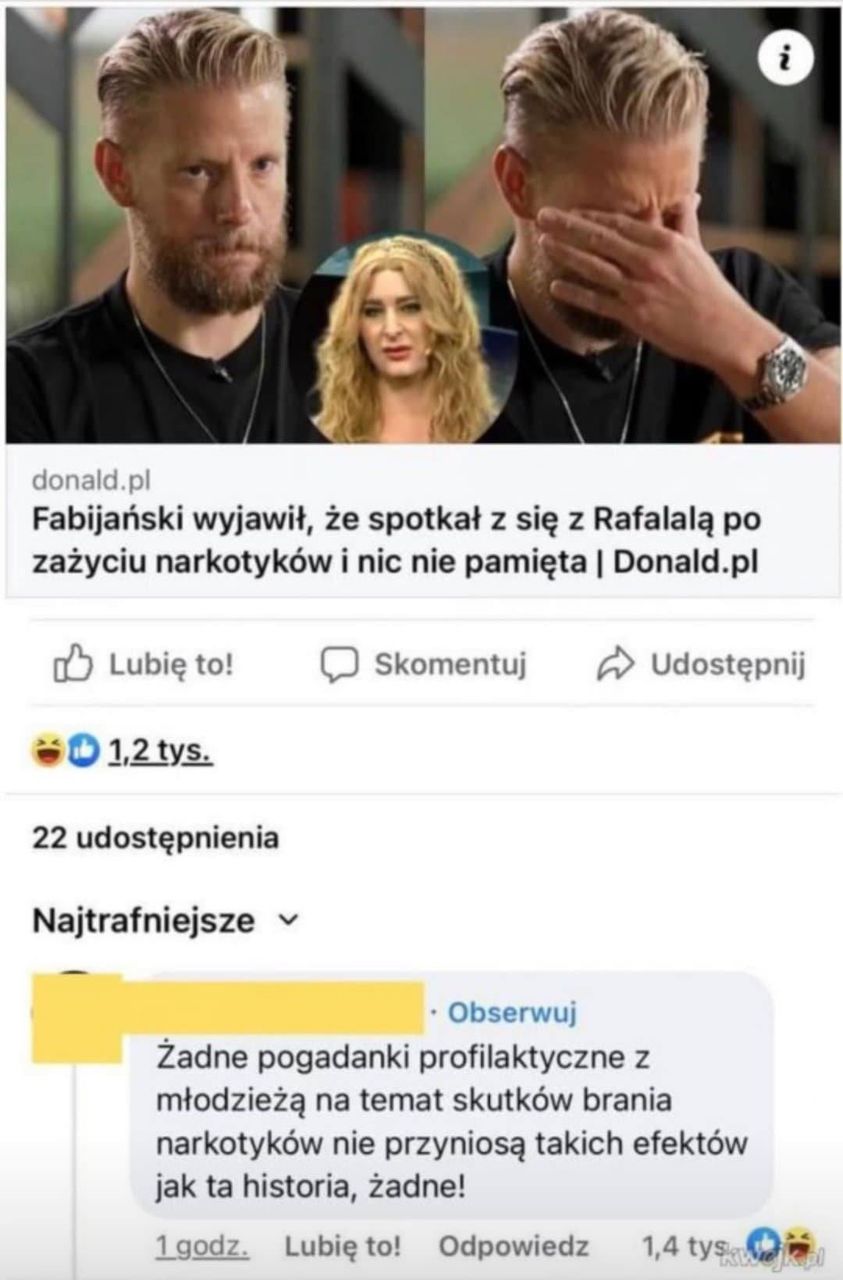 donald.pl
Fabijański wyjawił, że spotkał z się z Rafalalą po
zażyciu narkotyków i nic nie pamięta | Donald.pl
Lubię to! Skomentuj Udostępnij
1,2 tys.
22 udostępnienia
Najtrafniejsze
· Obserwuj
Żadne pogadanki profilaktyczne z
młodzieżą na temat skutków brania
narkotyków nie przyniosą takich efektów
jak ta historia, żadne!
1 godz. Lubię to! Odpowiedz 1,4 tys.
kwejk.pl